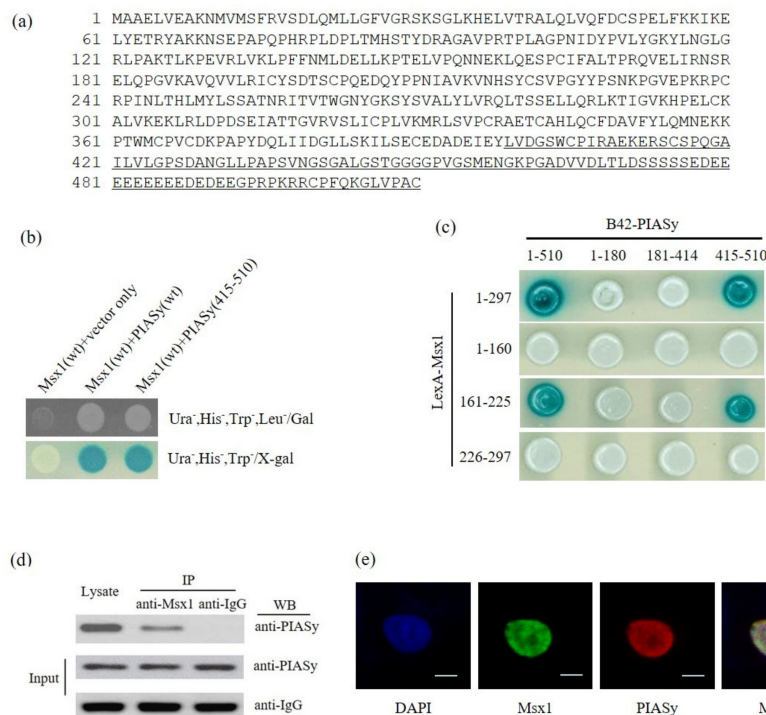 (a)
1 MAAELVEAKNMVMSFRVSDLQMLLGFVGRSKSGLKHELVTRALQLVQFDCSPELFKKIKE
61 LYETRYAKKNSEPAPQPHRPLDPLTMHSTYDRAGAVPRTPLAGPNIDYPVLYGKYLNGLG
121 RLPAKTLKPEVRLVKLPFFNMLDELLKPTELVPQNNEKLQESPCIFALTPRQVELIRNSR
181 ELQPGVKAVQVVLRICYSDTSCPQEDQYPPNIAVKVNHSYCSVPGYYPSNKPGVEPKRPC
241 RPINLTHLMYLSSATNRITVTWGNYGKSYSVALYLVRQLTSSELLQRLKTIGVKHPELCK
301 ALVKEKLRLDPDSEIATTGVRVSLICPLVKMRLSVPCRAETCAHLQCFDAVFYLQMNEKK
361 PTWMCPVCDKPAPYDQLIIDGLLSKILSECEDADEIEYLVDGSWCPIRAEKERSCSPQGA
421 ILVLGPSDANGLLPAPSVNGSGALGSTGGGGPVGSMENGKPGADVVDLTLDSSSSSEDEE
481 EEEEEEEDEDEEGPRPKRRCPFQKGLVPAC
(b)
Msx1(wt)+vector only
Msx1(wt)+PIASy(wt)
Msx1(wt)+PIASy(415-510)
Ura⁻,His⁻,Trp⁻,Leu⁻/Gal
Ura⁻,His⁻,Trp⁻/X-gal
(c)
B42-PIASy
1-510 1-180 181-414 415-510
LexA-Msx1
1-297
1-160
161-225
226-297
(d)
IP
Lysate anti-Msx1 anti-IgG WB
anti-PIASy
Input
anti-PIASy
anti-IgG
(e)
DAPI Msx1 PIASy